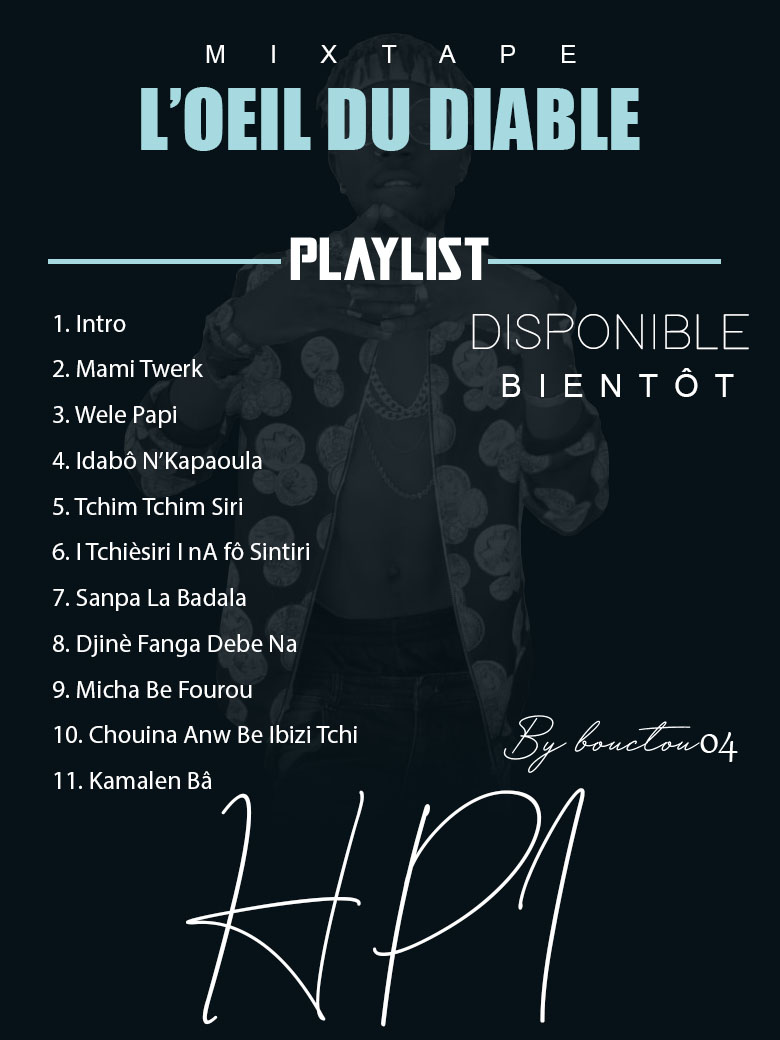 MIXTAPE
L'OEIL DU DIABLE
PLAYLIST
DISPONIBLE
BIENTÔT
1. Intro
2. Mami Twerk
3. Wele Papi
4. Idabô N'Kapaoula
5. Tchim Tchim Siri
6. I Tchièsiri I nA fô Sintiri
7. Sanpa La Badala
8. Djinè Fanga Debe Na
9. Micha Be Fourou
10. Chouina Anw Be Ibizi Tchi
11. Kamalen Bâ
By bouctou04
HP1